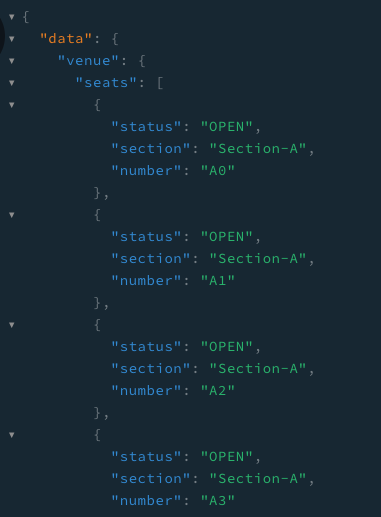 {
"data": {
"venue": {
"seats": [
{
"status": "OPEN",
"section": "Section-A",
"number": "A0"
},
{
"status": "OPEN",
"section": "Section-A",
"number": "A1"
},
{
"status": "OPEN",
"section": "Section-A",
"number": "A2"
},
{
"status": "OPEN",
"section": "Section-A",
"number": "A3"